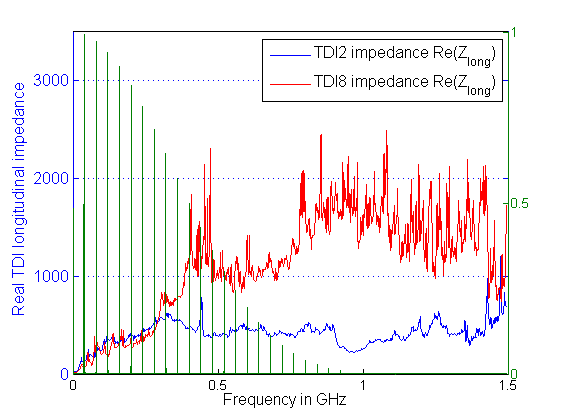 TDI2 impedance Re(Z_long)
TDI8 impedance Re(Z_long)
Real TDI longitudinal impedance
3000
2000
1000
0
1
0.5
0
0
0.5
1
1.5
Frequency in GHz